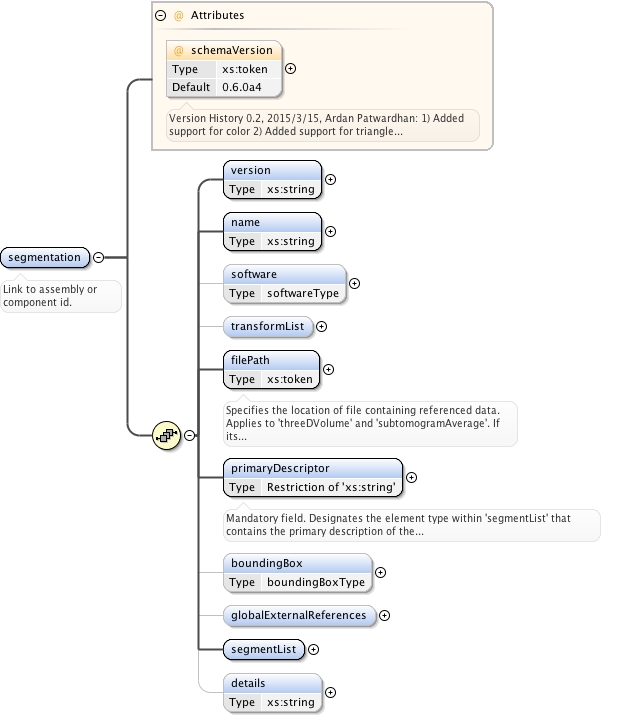 Attributes
@ schemaVersion
Type xs:token
Default 0.6.0a4
Version History 0.2, 2015/3/15, Ardan Patwardhan: 1) Added
support for color 2) Added support for triangle...
segmentation
Link to assembly or
component id.
version
Type xs:string
name
Type xs:string
software
Type softwareType
transformList
filePath
Type xs:token
Specifies the location of file containing referenced data.
Applies to 'threeDVolume' and 'subtomogramAverage'. If
its...
primaryDescriptor
Type Restriction of 'xs:string'
Mandatory field. Designates the element type within 'segmentList' that
contains the primary description of the...
boundingBox
Type boundingBoxType
globalExternalReferences
segmentList
details
Type xs:string